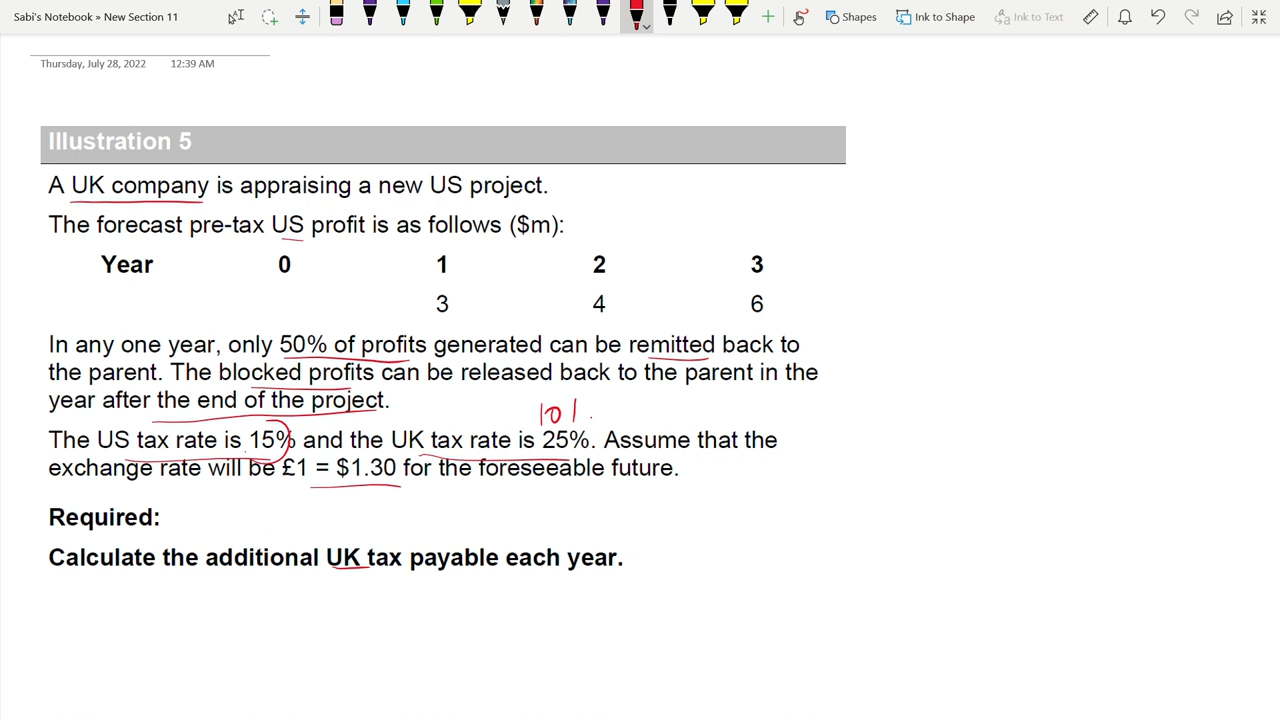 Sabi's Notebook » New Section 11
Shapes
Ink to Shape
Ink to Text
Thursday, July 28, 2022 12:39 AM
Illustration 5
A UK company is appraising a new US project.
The forecast pre-tax US profit is as follows ($m):
Year 0 1 2 3
3 4 6
In any one year, only 50% of profits generated can be remitted back to
the parent. The blocked profits can be released back to the parent in the
year after the end of the project.
10%
The US tax rate is 15% and the UK tax rate is 25%. Assume that the
exchange rate will be £1 = $1.30 for the foreseeable future.
Required:
Calculate the additional UK tax payable each year.